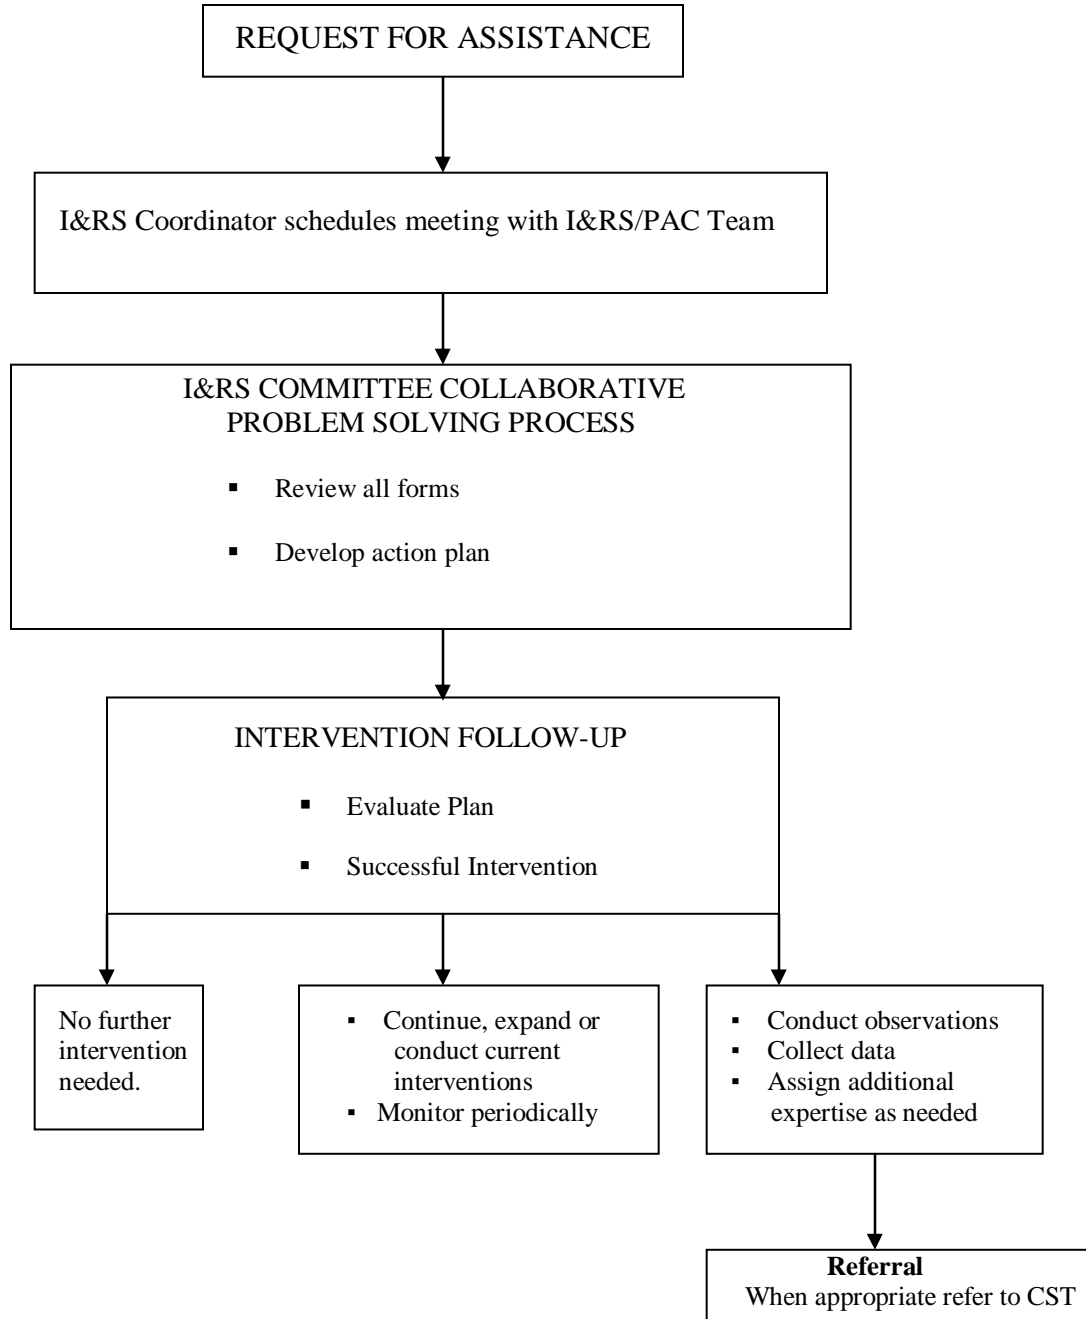 REQUEST FOR ASSISTANCE
I&RS Coordinator schedules meeting with I&RS/PAC Team
I&RS COMMITTEE COLLABORATIVE
PROBLEM SOLVING PROCESS
▪ Review all forms
▪ Develop action plan
INTERVENTION FOLLOW-UP
▪ Evaluate Plan
▪ Successful Intervention
No further
intervention
needed.
▪ Continue, expand or
conduct current
interventions
▪ Monitor periodically
▪ Conduct observations
▪ Collect data
▪ Assign additional
expertise as needed
Referral
When appropriate refer to CST